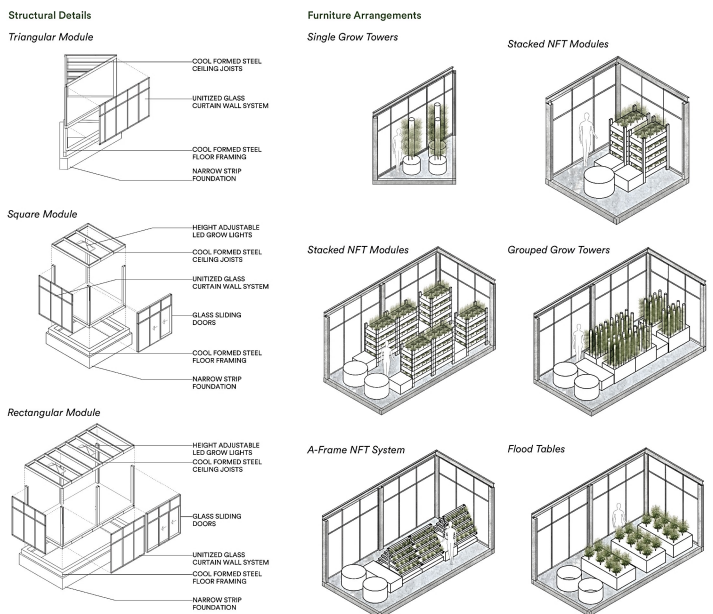 Structural Details
Triangular Module
COOL FORMED STEEL
CEILING JOISTS
UNITIZED GLASS
CURTAIN WALL SYSTEM
COOL FORMED STEEL
FLOOR FRAMING
NARROW STRIP
FOUNDATION
Square Module
HEIGHT ADJUSTABLE
LED GROW LIGHTS
COOL FORMED STEEL
CEILING JOISTS
UNITIZED GLASS
CURTAIN WALL SYSTEM
GLASS SLIDING
DOORS
COOL FORMED STEEL
FLOOR FRAMING
NARROW STRIP
FOUNDATION
Rectangular Module
HEIGHT ADJUSTABLE
LED GROW LIGHTS
COOL FORMED STEEL
CEILING JOISTS
GLASS SLIDING
DOORS
UNITIZED GLASS
CURTAIN WALL SYSTEM
COOL FORMED STEEL
FLOOR FRAMING
NARROW STRIP
FOUNDATION
Furniture Arrangements
Single Grow Towers
Stacked NFT Modules
Stacked NFT Modules
Grouped Grow Towers
A-Frame NFT System
Flood Tables